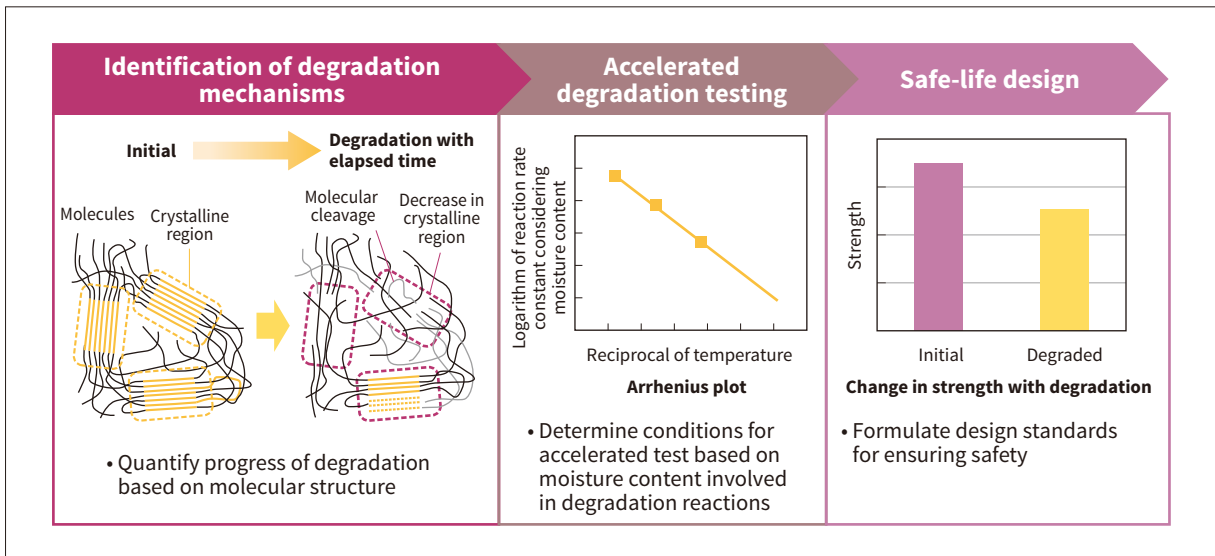 Identification of degradation
mechanisms
Accelerated
degradation testing
Safe-life design
Initial
Degradation with
elapsed time
Molecules
Crystalline
region
Molecular
cleavage
Decrease in
crystalline
region
• Quantify progress of degradation
based on molecular structure
Logarithm of reaction rate
constant considering
moisture content
Reciprocal of temperature
Arrhenius plot
• Determine conditions for
accelerated test based on
moisture content involved
in degradation reactions
Strength
Initial
Degraded
Change in strength with degradation
• Formulate design standards
for ensuring safety